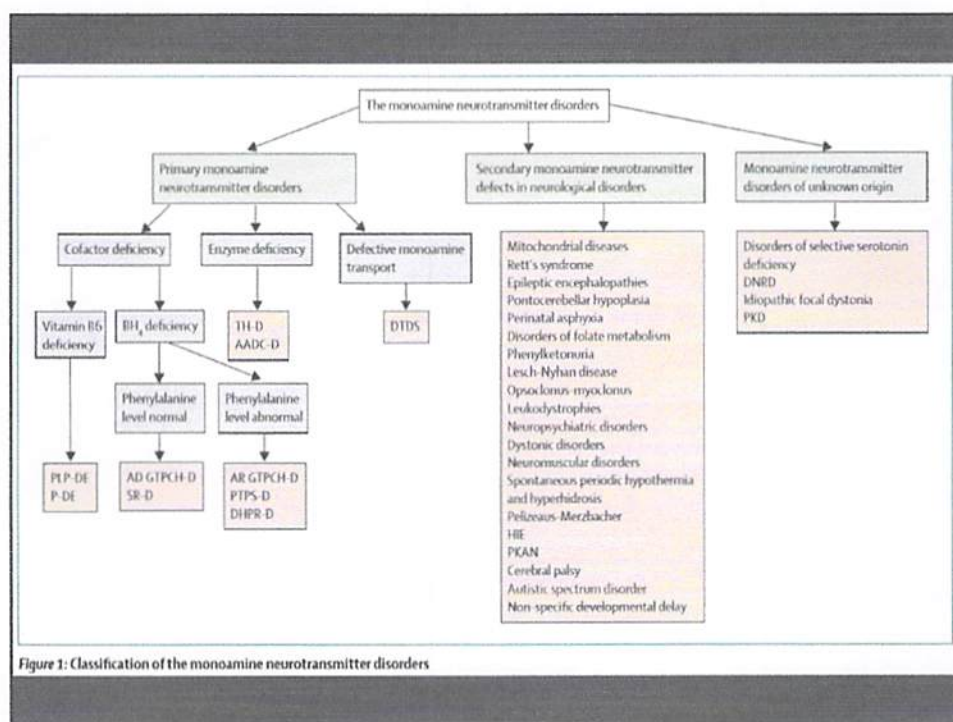 The monoamine neurotransmitter disorders
Primary monoamine
neurotransmitter disorders
Secondary monoamine neurotransmitter
defects in neurological disorders
Monoamine neurotransmitter
disorders of unknown origin
Cofactor deficiency
Enzyme deficiency
Defective monoamine
transport
Vitamin B6
deficiency
BH₄ deficiency
TH-D
AADC-D
DTDS
Phenylalanine
level normal
Phenylalanine
level abnormal
PLP-DE
P-DE
AD GTPCH-D
SR-D
AR GTPCH-D
PTPS-D
DHPR-D
Mitochondrial diseases
Rett's syndrome
Epileptic encephalopathies
Pontocerebellar hypoplasia
Perinatal asphyxia
Disorders of folate metabolism
Phenylketonuria
Lesch-Nyhan disease
Opsoclonus-myoclonus
Leukodystrophies
Neuropsychiatric disorders
Dystonic disorders
Neuromuscular disorders
Spontaneous periodic hypothermia
and hyperhidrosis
Pelizeaus-Merzbacher
HIE
PKAN
Cerebral palsy
Autistic spectrum disorder
Non-specific developmental delay
Disorders of selective serotonin
deficiency
DNRD
Idiopathic focal dystonia
PKD
Figure 1: Classification of the monoamine neurotransmitter disorders